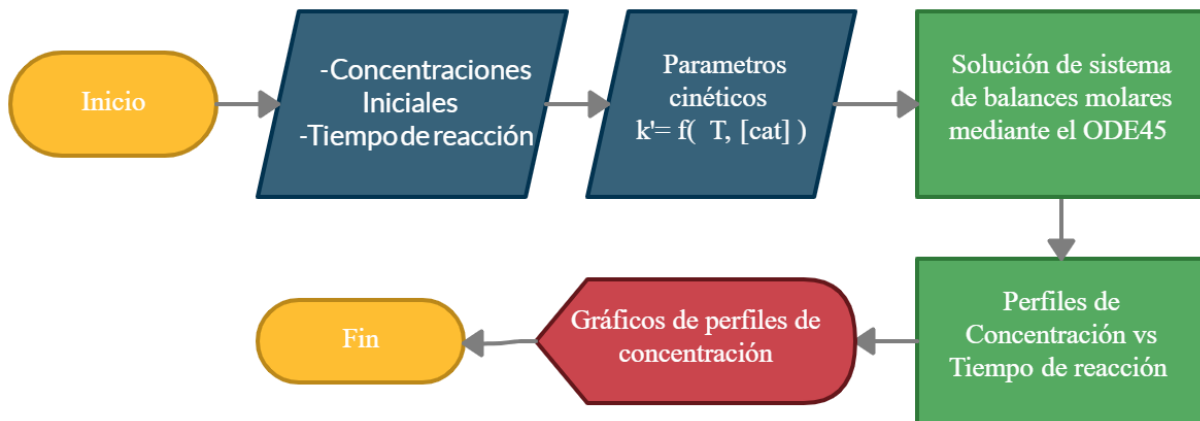 Inicio
-Concentraciones
Iniciales
-Tiempo de reacción
Parametros
cinéticos
k'= f( T, [cat] )
Solución de sistema
de balances molares
mediante el ODE45
Perfiles de
Concentración vs
Tiempo de reacción
Gráficos de perfiles de
concentración
Fin